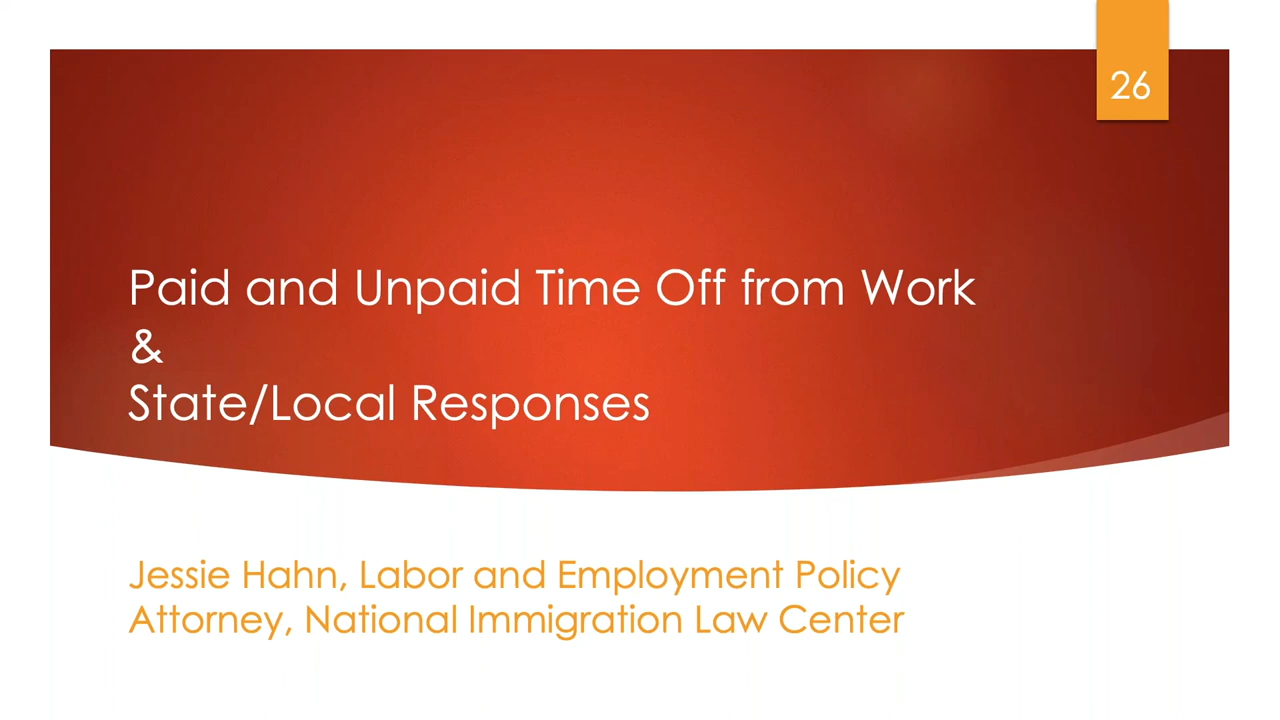 26
Paid and Unpaid Time Off from Work
&
State/Local Responses
Jessie Hahn, Labor and Employment Policy
Attorney, National Immigration Law Center